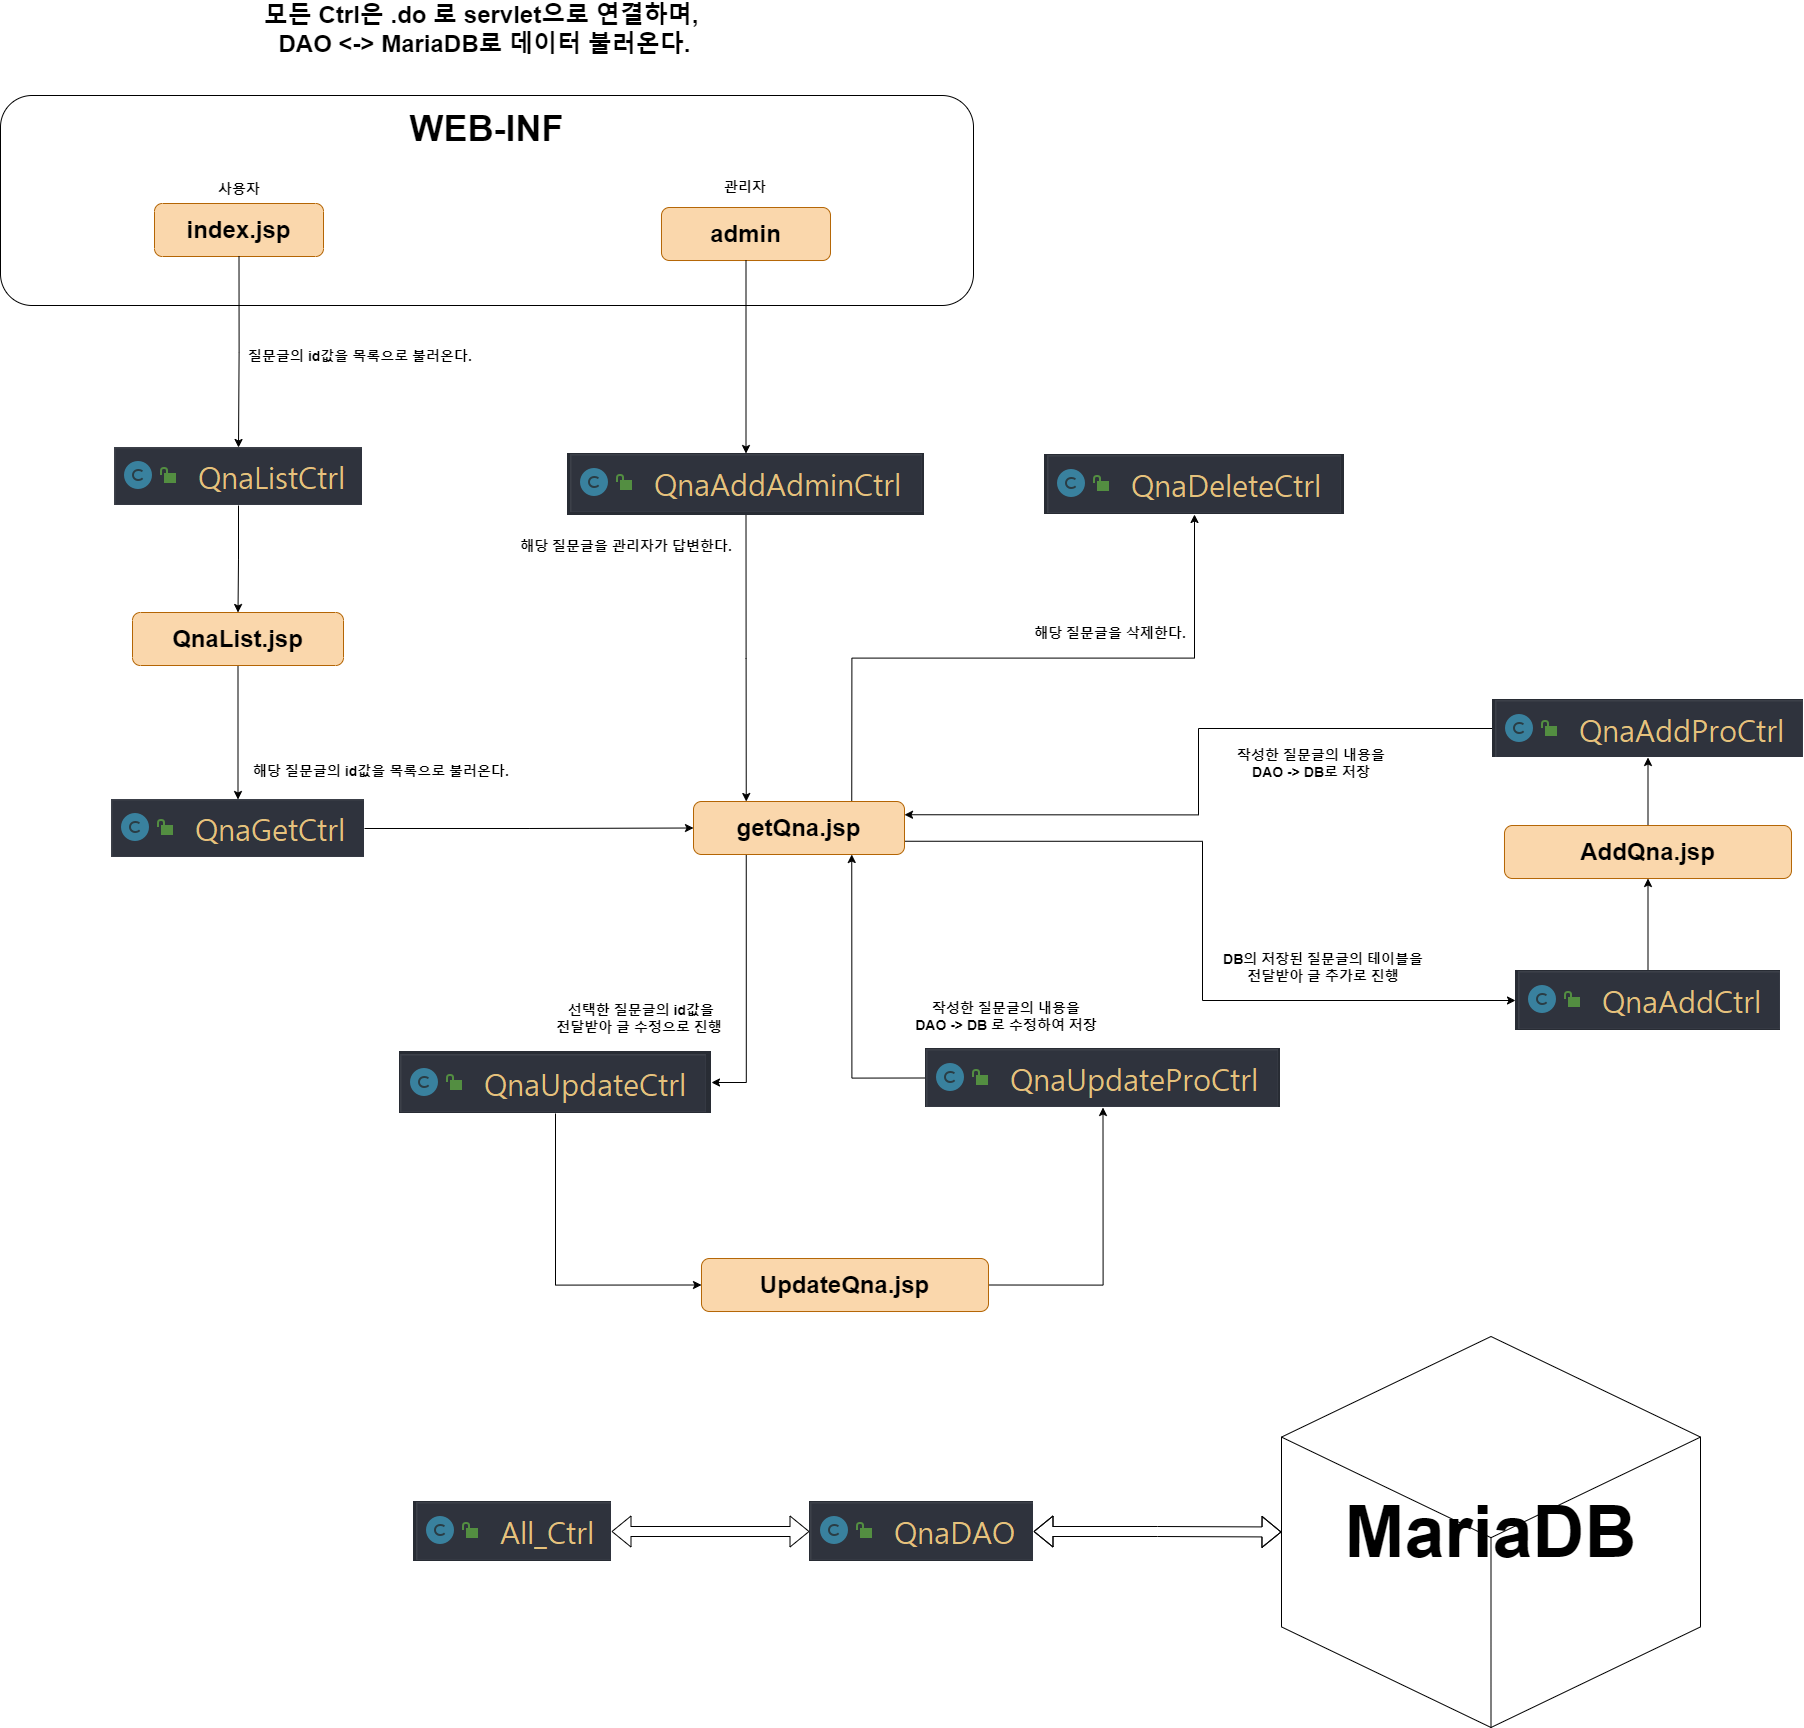 모든 Ctrl은 .do 로 servlet으로 연결하며,
DAO <-> MariaDB로 데이터 불러온다.
WEB-INF
사용자
관리자
index.jsp
admin
질문글의 id값을 목록으로 불러온다.
C QnaListCtrl
C QnaAddAdminCtrl
C QnaDeleteCtrl
해당 질문글을 관리자가 답변한다.
해당 질문글을 삭제한다.
QnaList.jsp
C QnaAddProCtrl
작성한 질문글의 내용을
DAO -> DB로 저장
해당 질문글의 id값을 목록으로 불러온다.
C QnaGetCtrl
getQna.jsp
AddQna.jsp
DB의 저장된 질문글의 테이블을
전달받아 글 추가로 진행
C QnaAddCtrl
선택한 질문글의 id값을
전달받아 글 수정으로 진행
작성한 질문글의 내용을
DAO -> DB 로 수정하여 저장
C QnaUpdateCtrl
C QnaUpdateProCtrl
UpdateQna.jsp
C All_Ctrl
C QnaDAO
MariaDB